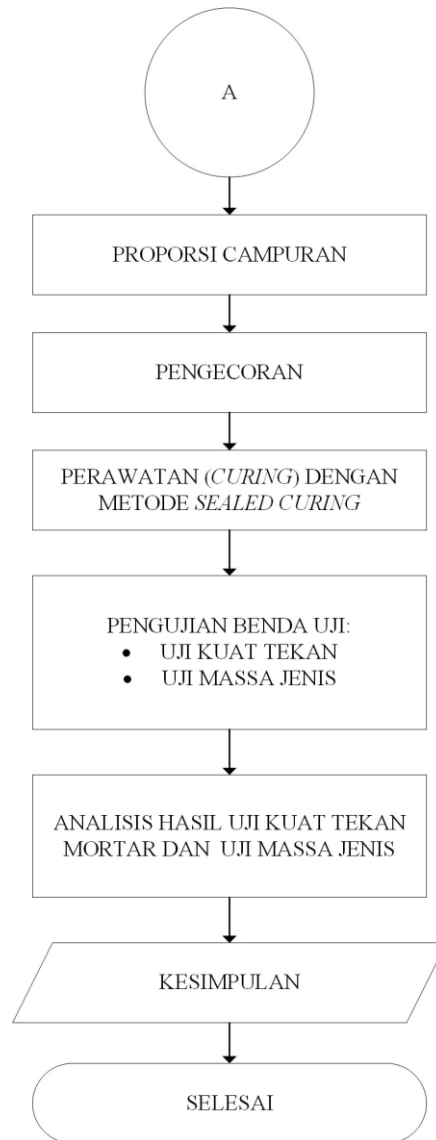 A
PROPORSI CAMPURAN
PENGECORAN
PERAWATAN (CURING) DENGAN
METODE SEALED CURING
PENGUJIAN BENDA UJI:
• UJI KUAT TEKAN
• UJI MASSA JENIS
ANALISIS HASIL UJI KUAT TEKAN
MORTAR DAN UJI MASSA JENIS
KESIMPULAN
SELESAI